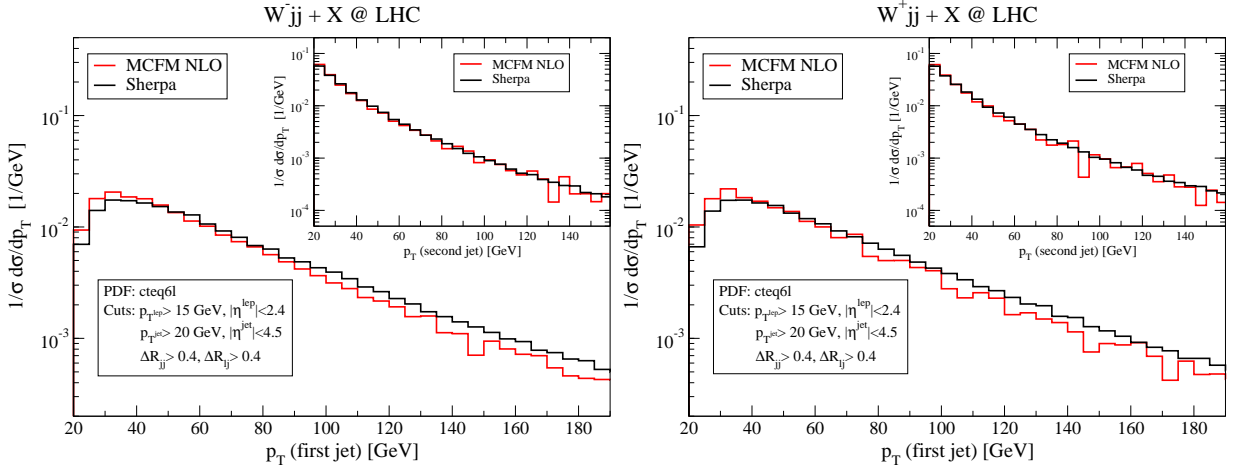 W⁻jj + X @ LHC
MCFM NLO
Sherpa
1/σ dσ/dp_T [1/GeV]
10⁻¹
10⁻²
10⁻³
20 40 60 80 100 120 140 160 180
p_T (first jet) [GeV]
PDF: cteq6l
Cuts: p_T^lep > 15 GeV, |η^lep|<2.4
p_T^jet > 20 GeV, |η^jet|<4.5
ΔR_jj > 0.4, ΔR_lj > 0.4
MCFM NLO
Sherpa
1/σ dσ/dp_T [1/GeV]
10⁻¹
10⁻²
10⁻³
10⁻⁴
20 40 60 80 100 120 140
p_T (second jet) [GeV]
W⁺jj + X @ LHC
MCFM NLO
Sherpa
1/σ dσ/dp_T [1/GeV]
10⁻¹
10⁻²
10⁻³
20 40 60 80 100 120 140 160 180
p_T (first jet) [GeV]
PDF: cteq6l
Cuts: p_T^lep > 15 GeV, |η^lep|<2.4
p_T^jet > 20 GeV, |η^jet|<4.5
ΔR_jj > 0.4, ΔR_lj > 0.4
MCFM NLO
Sherpa
1/σ dσ/dp_T [1/GeV]
10⁻¹
10⁻²
10⁻³
10⁻⁴
20 40 60 80 100 120 140
p_T (second jet) [GeV]